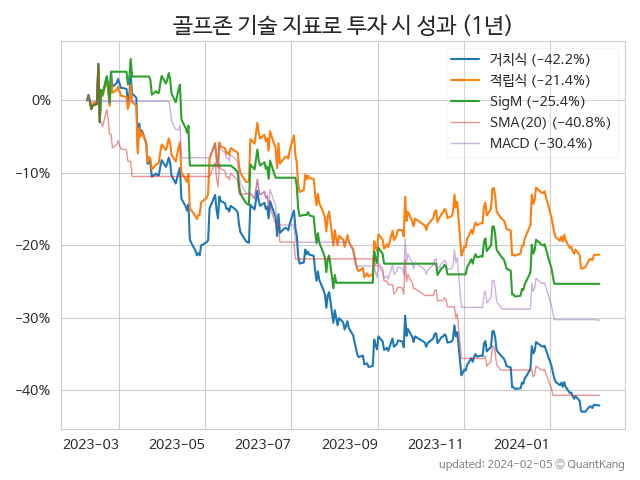 골프존 기술 지표로 투자 시 성과 (1년)
거치식 (−42.2%)
적립식 (−21.4%)
SigM (−25.4%)
SMA(20) (−40.8%)
MACD (−30.4%)
0%
−10%
−20%
−30%
−40%
2023-03 2023-05 2023-07 2023-09 2023-11 2024-01
updated: 2024-02-05 © QuantKang